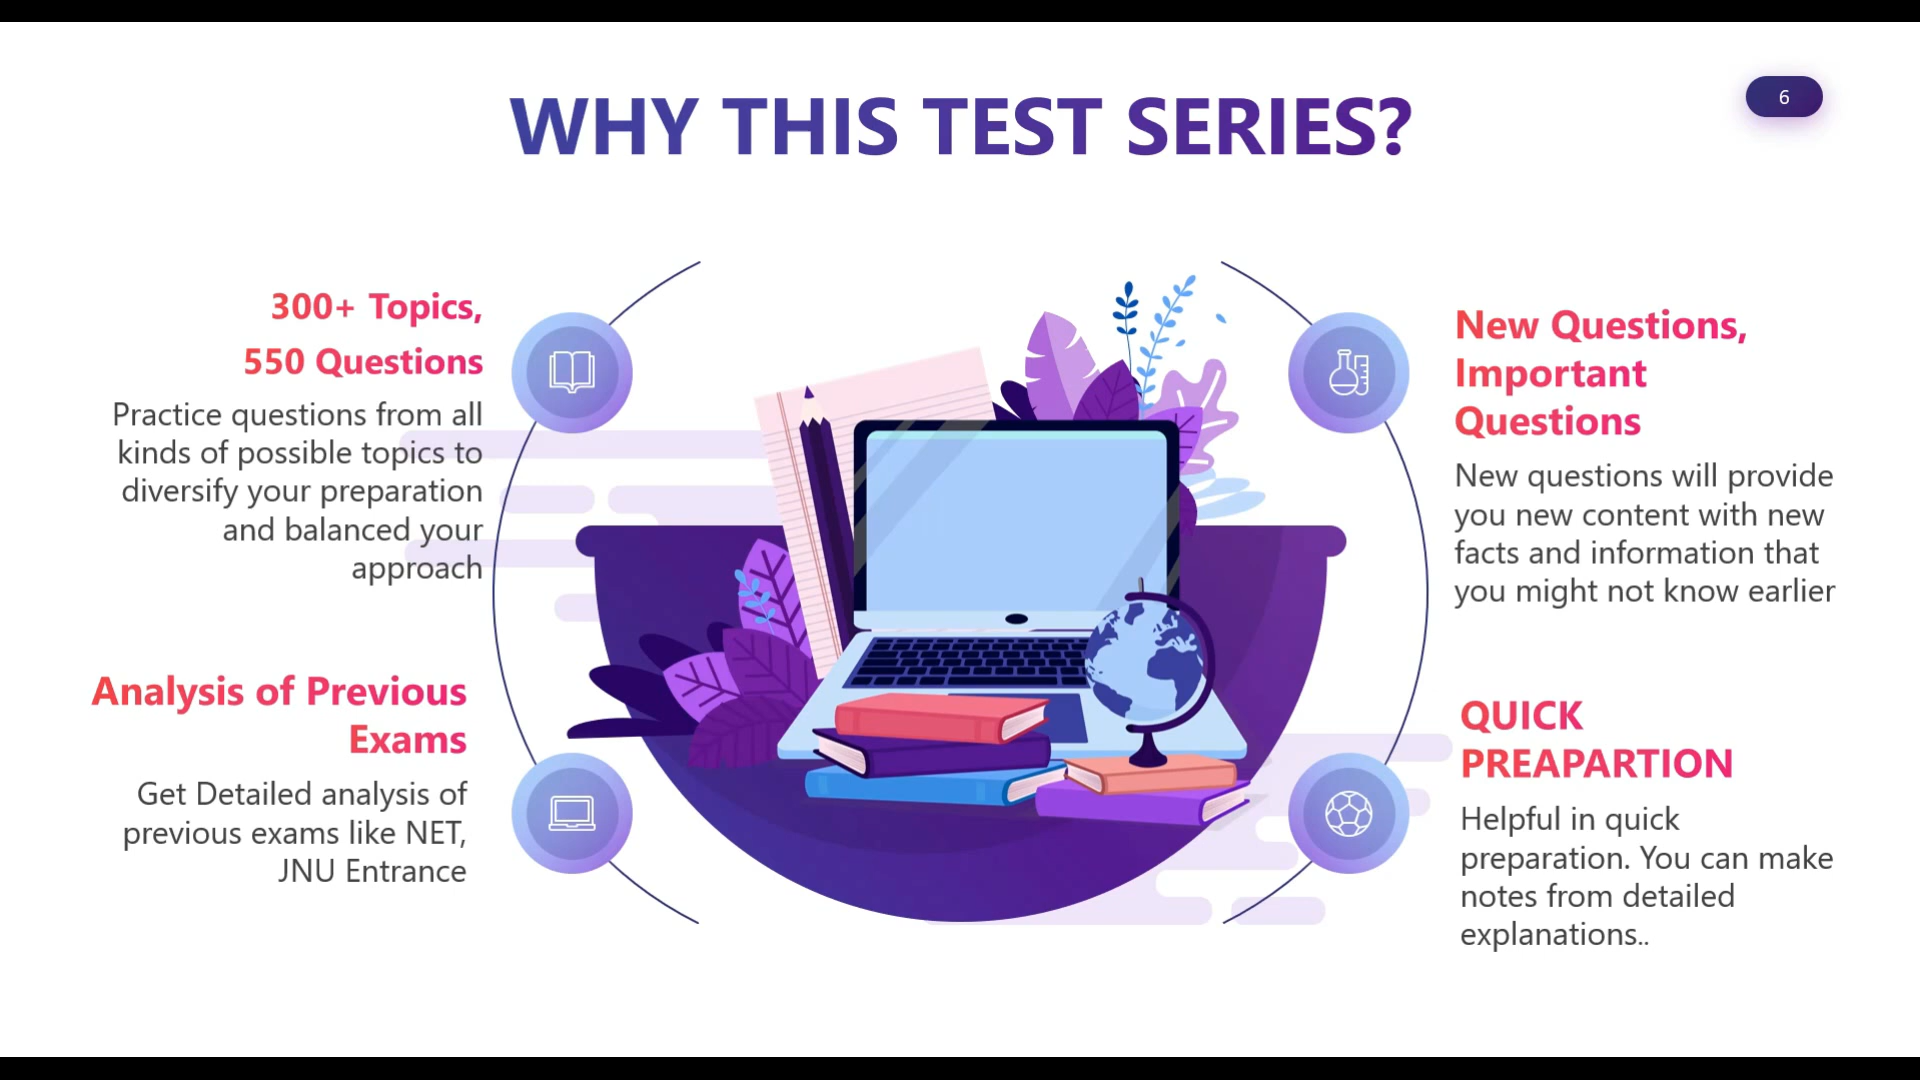 WHY THIS TEST SERIES?
6
300+ Topics,
550 Questions
Practice questions from all
kinds of possible topics to
diversify your preparation
and balanced your
approach
Analysis of Previous
Exams
Get Detailed analysis of
previous exams like NET,
JNU Entrance
New Questions,
Important
Questions
New questions will provide
you new content with new
facts and information that
you might not know earlier
QUICK
PREAPARTION
Helpful in quick
preparation. You can make
notes from detailed
explanations..